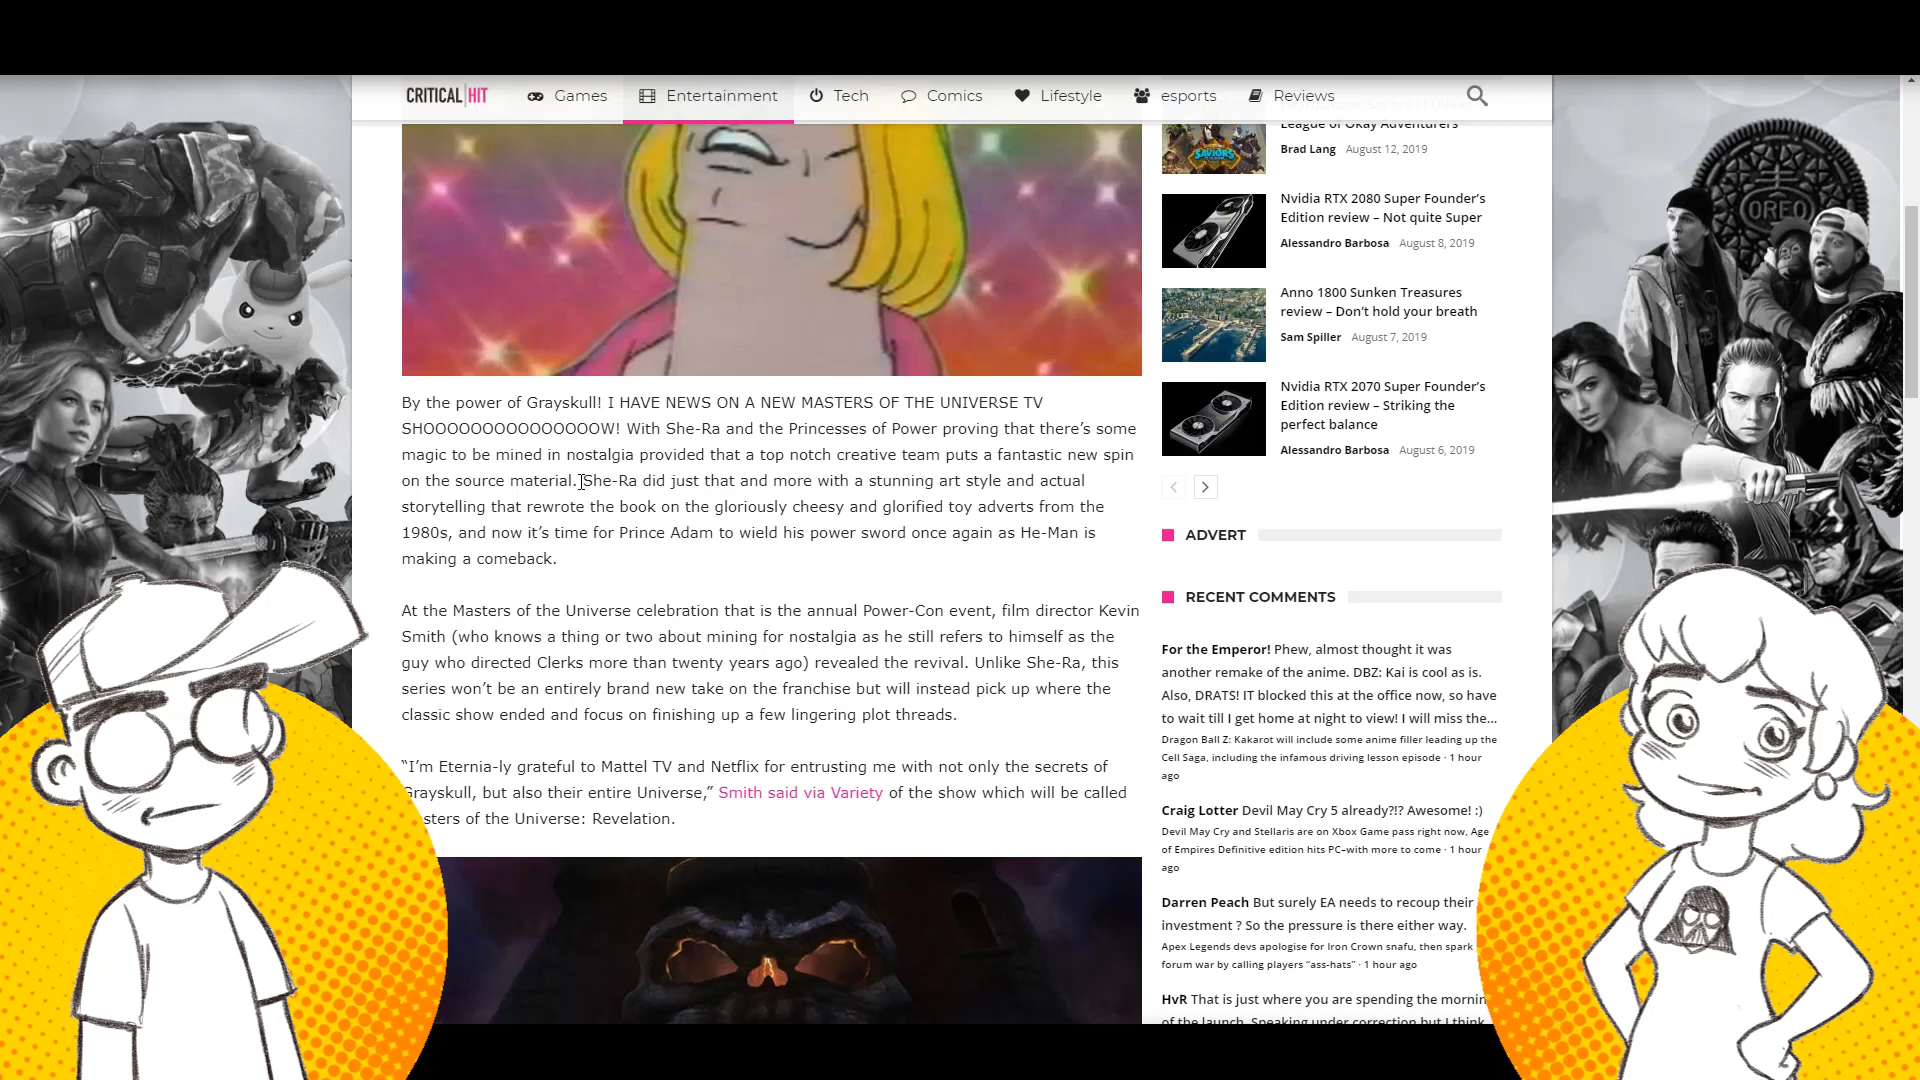 CRITICAL|HIT Games Entertainment Tech Comics Lifestyle esports Reviews
By the power of Grayskull! I HAVE NEWS ON A NEW MASTERS OF THE UNIVERSE TV
SHOOOOOOOOOOOOOOOW! With She-Ra and the Princesses of Power proving that there’s some
magic to be mined in nostalgia provided that a top notch creative team puts a fantastic new spin
on the source material. She-Ra did just that and more with a stunning art style and actual
storytelling that rewrote the book on the gloriously cheesy and glorified toy adverts from the
1980s, and now it’s time for Prince Adam to wield his power sword once again as He-Man is
making a comeback.
At the Masters of the Universe celebration that is the annual Power-Con event, film director Kevin
Smith (who knows a thing or two about mining for nostalgia as he still refers to himself as the
guy who directed Clerks more than twenty years ago) revealed the revival. Unlike She-Ra, this
series won’t be an entirely brand new take on the franchise but will instead pick up where the
classic show ended and focus on finishing up a few lingering plot threads.
“I’m Eternia-ly grateful to Mattel TV and Netflix for entrusting me with not only the secrets of
Grayskull, but also their entire Universe,” Smith said via Variety of the show which will be called
sters of the Universe: Revelation.
League of Okay Adventurers
Brad Lang August 12, 2019
Nvidia RTX 2080 Super Founder’s
Edition review – Not quite Super
Alessandro Barbosa August 8, 2019
Anno 1800 Sunken Treasures
review – Don’t hold your breath
Sam Spiller August 7, 2019
Nvidia RTX 2070 Super Founder’s
Edition review – Striking the
perfect balance
Alessandro Barbosa August 6, 2019
ADVERT
RECENT COMMENTS
For the Emperor! Phew, almost thought it was
another remake of the anime. DBZ: Kai is cool as is.
Also, DRATS! IT blocked this at the office now, so have
to wait till I get home at night to view! I will miss the...
Dragon Ball Z: Kakarot will include some anime filler leading up the
Cell Saga, including the infamous driving lesson episode · 1 hour
ago
Craig Lotter Devil May Cry 5 already?!? Awesome! :)
Devil May Cry and Stellaris are on Xbox Game pass right now, Age
of Empires Definitive edition hits PC–with more to come · 1 hour
ago
Darren Peach But surely EA needs to recoup their
investment ? So the pressure is there either way.
Apex Legends devs apologise for Iron Crown snafu, then spark
forum war by calling players “ass-hats” · 1 hour ago
HvR That is just where you are spending the mornin
of the launch. Speaking under correction but I think
OREO
SAVIORS